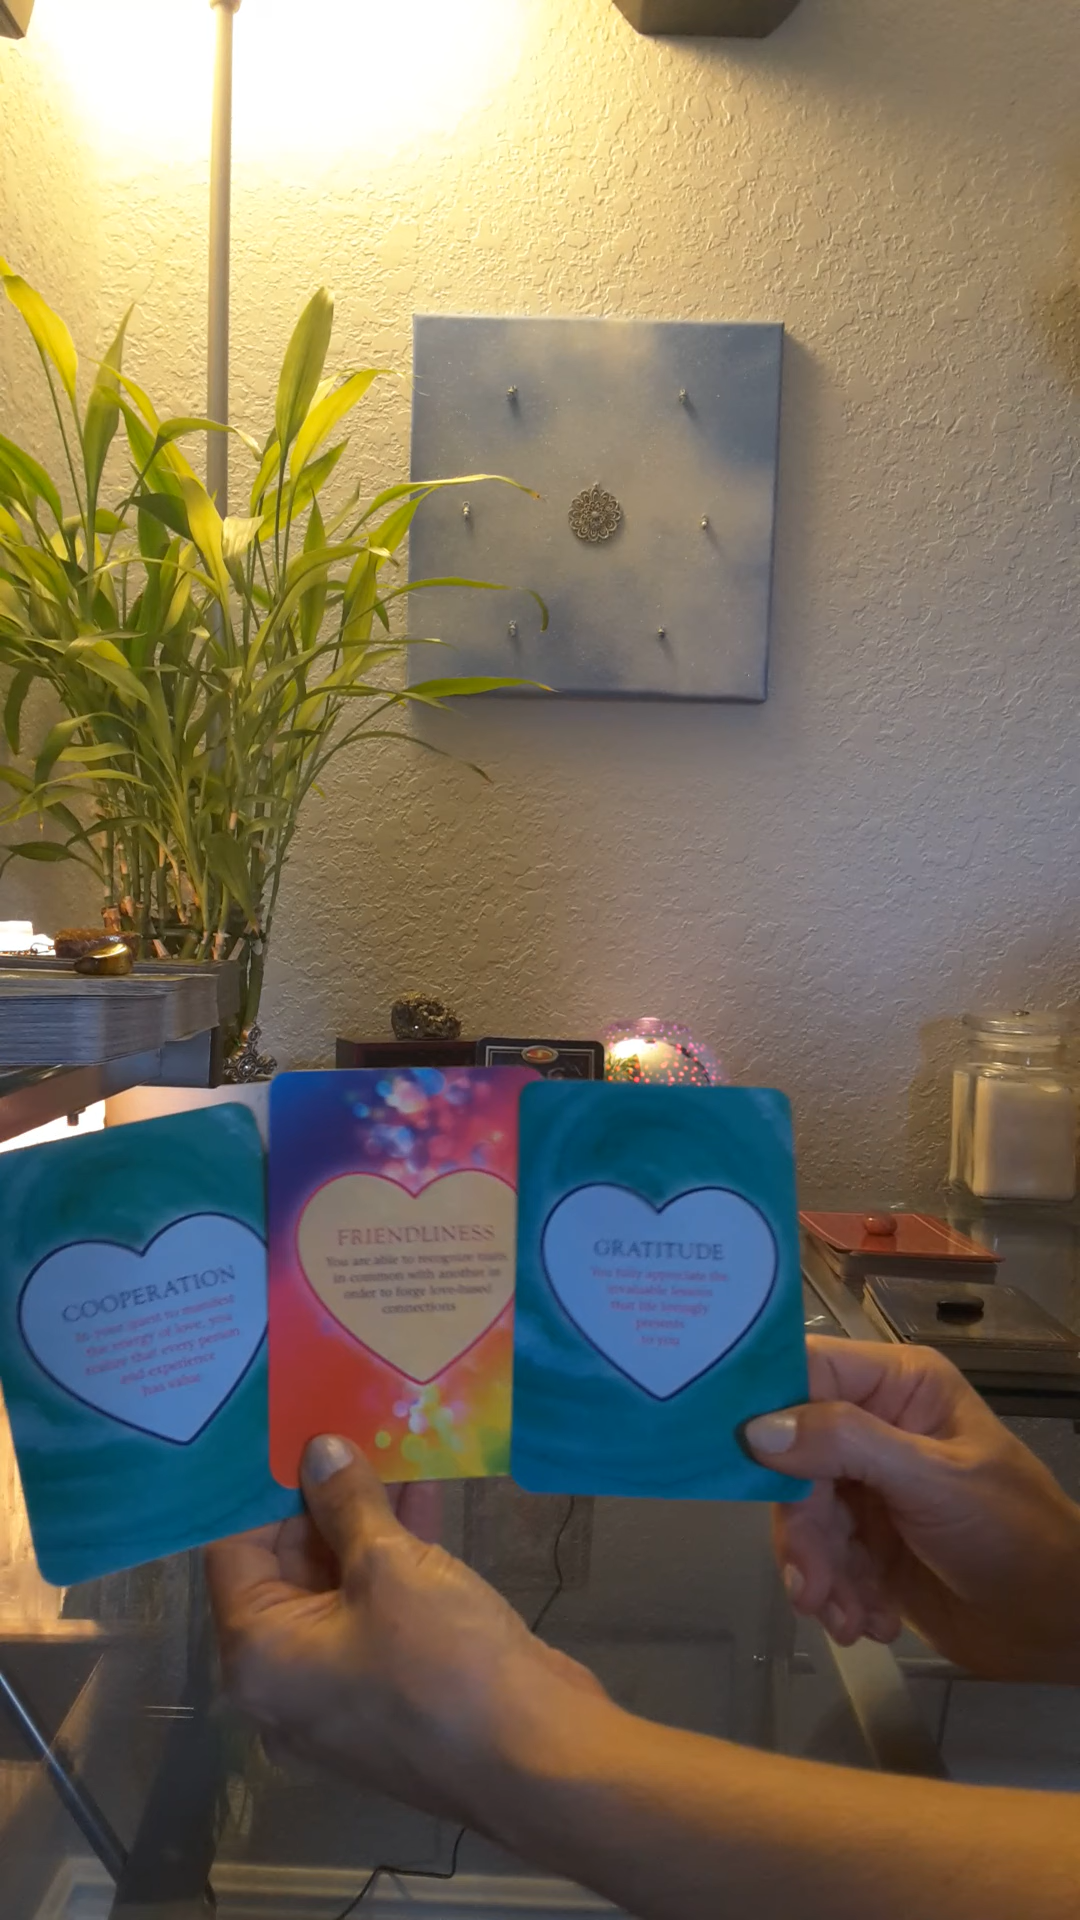 COOPERATION
In your quest to manifest
the energy of love, you
realize that every person
and experience
has value
FRIENDLINESS
You are able to recognize traits
in common with another in
order to forge love-based
connections
GRATITUDE
You fully appreciate the
invaluable lessons
that life lovingly
presents
to you